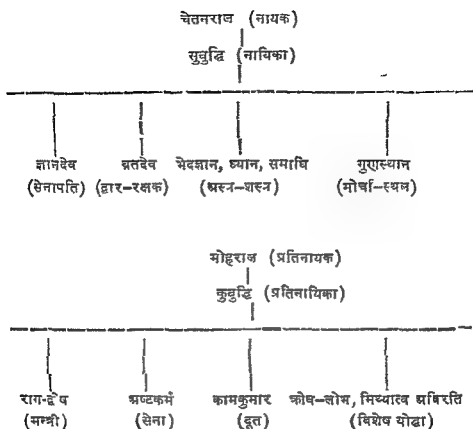 चेतनराज (नायक)
सुबुद्धि (नायिका)
ज्ञानदेव व्रतदेव भेदज्ञान, ध्यान, समाधि गुणस्थान
(सेनापति) (द्वार-रक्षक) (अस्त्र-शस्त्र) (मोर्चा-स्थल)
मोहराज (प्रतिनायक)
कुबुद्धि (प्रतिनायिका)
राग-द्वेष अष्टकर्म कामकुमार क्रोध-लोभ, मिथ्यात्व अविरति
(मन्त्री) (सेना) (दूत) (विशेष योद्धा)